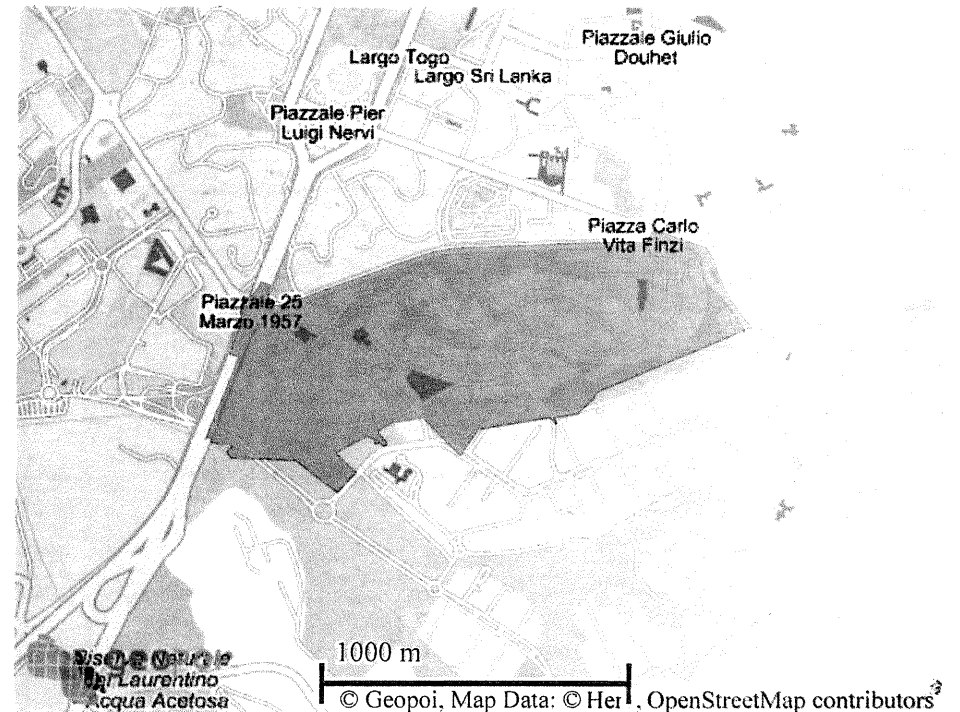 Piazzale Giulio
Douhet
Largo Togo
Largo Sri Lanka
Piazzale Pier
Luigi Nervi
Piazza Carlo
Vita Finzi
Piazzale 25
Marzo 1957
Laurentino
Acqua Acetosa
1000 m
© Geopoi, Map Data: © Her , OpenStreetMap contributors